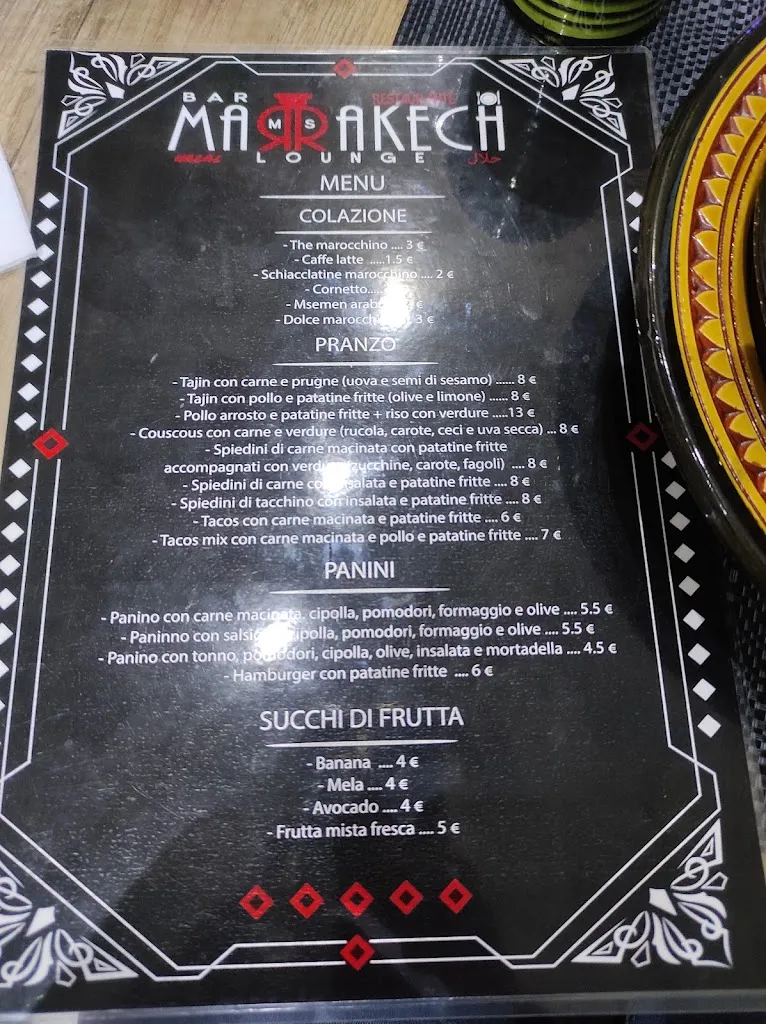 BAR RESTAURANTE
MARRAKECH
MS
HALAL LOUNGE حلال
MENU
COLAZIONE
- The marocchino .... 3 €
- Caffe latte .....1.5 €
- Schiacclatine marocchino .... 2 €
- Cornetto.....
- Msemen arabo €
- Dolce marocchino 3 €
PRANZO
- Tajin con carne e prugne (uova e semi di sesamo) ...... 8 €
- Tajin con pollo e patatine fritte (olive e limone) ...... 8 €
- Pollo arrosto e patatine fritte + riso con verdure .....13 €
- Couscous con carne e verdure (rucola, carote, ceci e uva secca) ... 8 €
- Spiedini di carne macinata con patatine fritte
accompagnati con verdure (zucchine, carote, fagoli) .... 8 €
- Spiedini di carne con insalata e patatine fritte .... 8 €
- Spiedini di tacchino con insalata e patatine fritte .... 8 €
- Tacos con carne macinata e patatine fritte .... 6 €
- Tacos mix con carne macinata e pollo e patatine fritte .... 7 €
PANINI
- Panino con carne macinata, cipolla, pomodori, formaggio e olive .... 5.5 €
- Paninno con salsiccia, cipolla, pomodori, formaggio e olive .... 5.5 €
- Panino con tonno, pomodori, cipolla, olive, insalata e mortadella .... 4.5 €
- Hamburger con patatine fritte .... 6 €
SUCCHI DI FRUTTA
- Banana .... 4 €
- Mela .... 4 €
- Avocado .... 4 €
- Frutta mista fresca .... 5 €